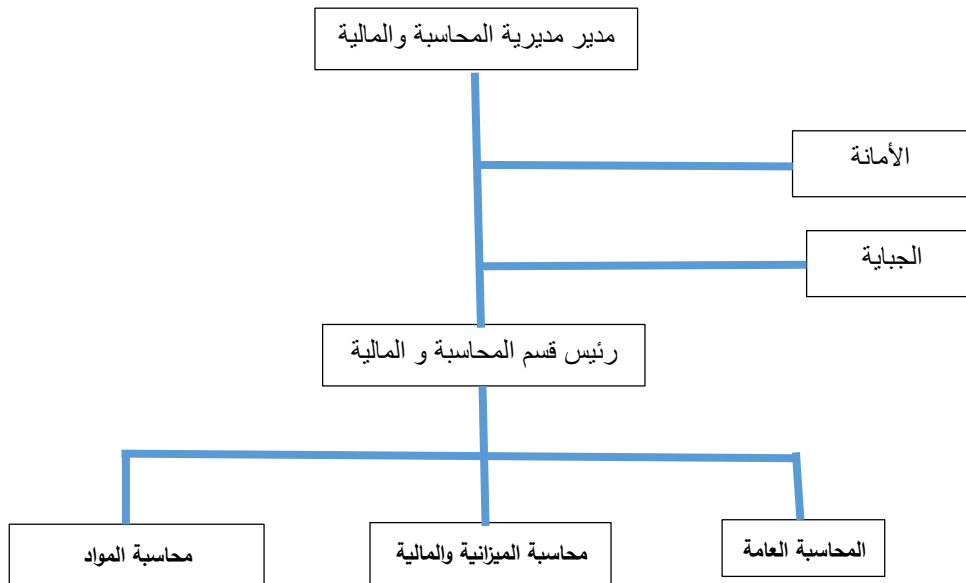 مدير مديرية المحاسبة والمالية
الأمانة
الجباية
رئيس قسم المحاسبة و المالية
المحاسبة العامة
محاسبة الميزانية والمالية
محاسبة المواد